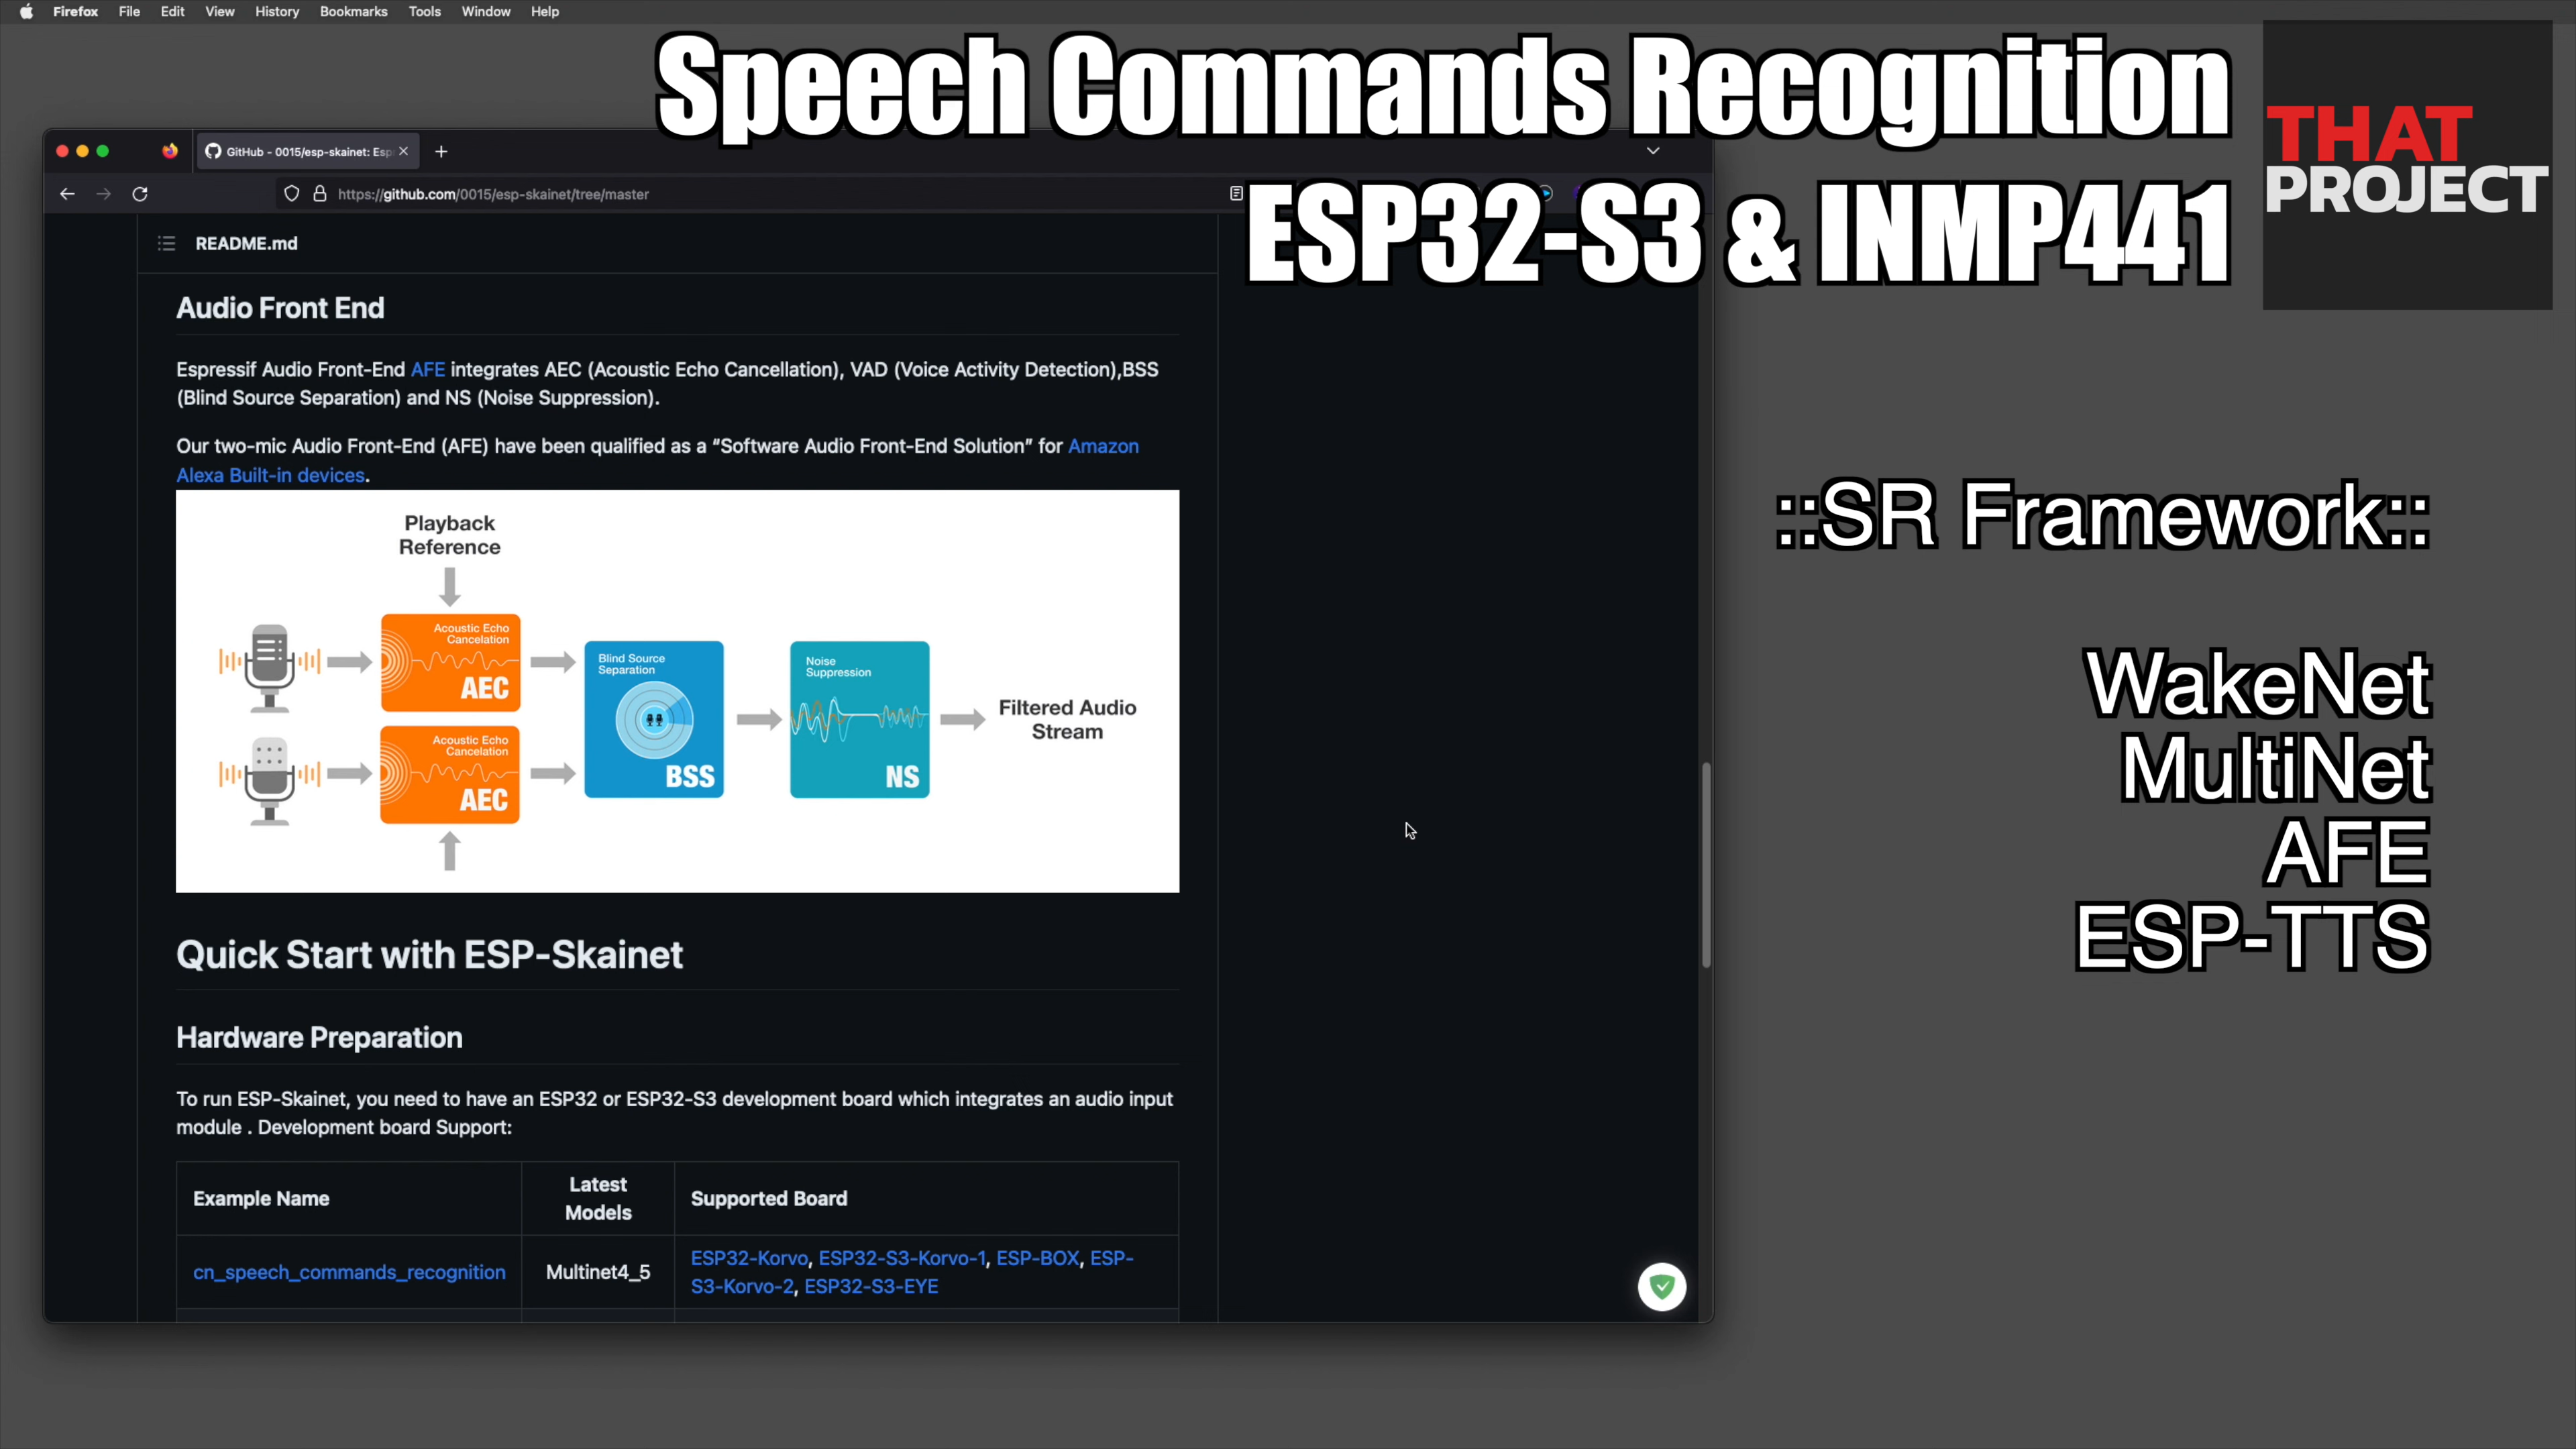 Firefox File Edit View History Bookmarks Tools Window Help
Speech Commands Recognition
ESP32-S3 & INMP441
THAT
PROJECT
GitHub - 0015/esp-skainet: Esp
https://github.com/0015/esp-skainet/tree/master
README.md
Audio Front End
Espressif Audio Front-End AFE integrates AEC (Acoustic Echo Cancellation), VAD (Voice Activity Detection),BSS
(Blind Source Separation) and NS (Noise Suppression).
Our two-mic Audio Front-End (AFE) have been qualified as a “Software Audio Front-End Solution” for Amazon
Alexa Built-in devices.
Playback
Reference
Acoustic Echo
Cancelation
AEC
Acoustic Echo
Cancelation
AEC
Blind Source
Separation
BSS
Noise
Suppression
NS
Filtered Audio
Stream
Quick Start with ESP-Skainet
Hardware Preparation
To run ESP-Skainet, you need to have an ESP32 or ESP32-S3 development board which integrates an audio input
module . Development board Support:
Example Name
Latest
Models
Supported Board
cn_speech_commands_recognition
Multinet4_5
ESP32-Korvo, ESP32-S3-Korvo-1, ESP-BOX, ESP-
S3-Korvo-2, ESP32-S3-EYE
::SR Framework::
WakeNet
MultiNet
AFE
ESP-TTS